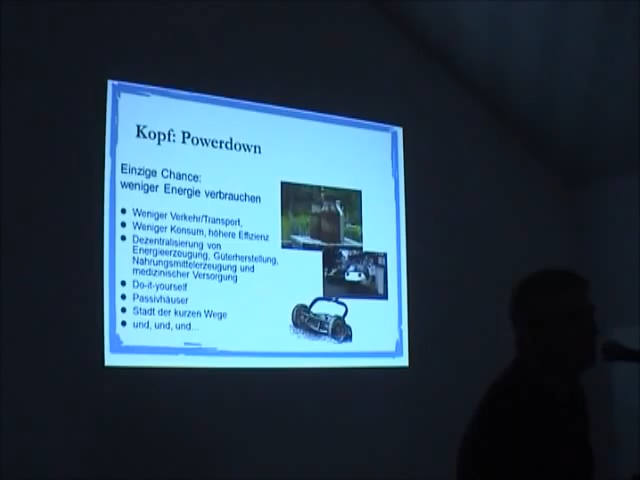 Kopf: Powerdown
Einzige Chance:
weniger Energie verbrauchen
Weniger Verkehr/Transport,
Weniger Konsum, höhere Effizienz
Dezentralisierung von
Energieerzeugung, Güterherstellung,
Nahrungsmittelerzeugung und
medizinischer Versorgung
Do-it-yourself
Passivhäuser
Stadt der kurzen Wege
und, und, und...